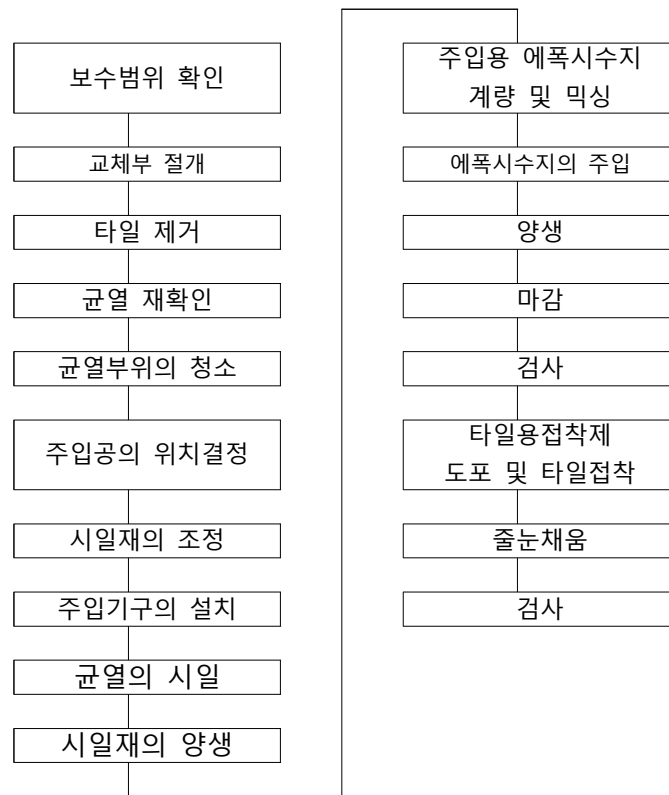 보수범위 확인
교체부 절개
타일 제거
균열 재확인
균열부위의 청소
주입공의 위치결정
시일재의 조정
주입기구의 설치
균열의 시일
시일재의 양생
주입용 에폭시수지
계량 및 믹싱
에폭시수지의 주입
양생
마감
검사
타일용접착제
도포 및 타일접착
줄눈채움
검사